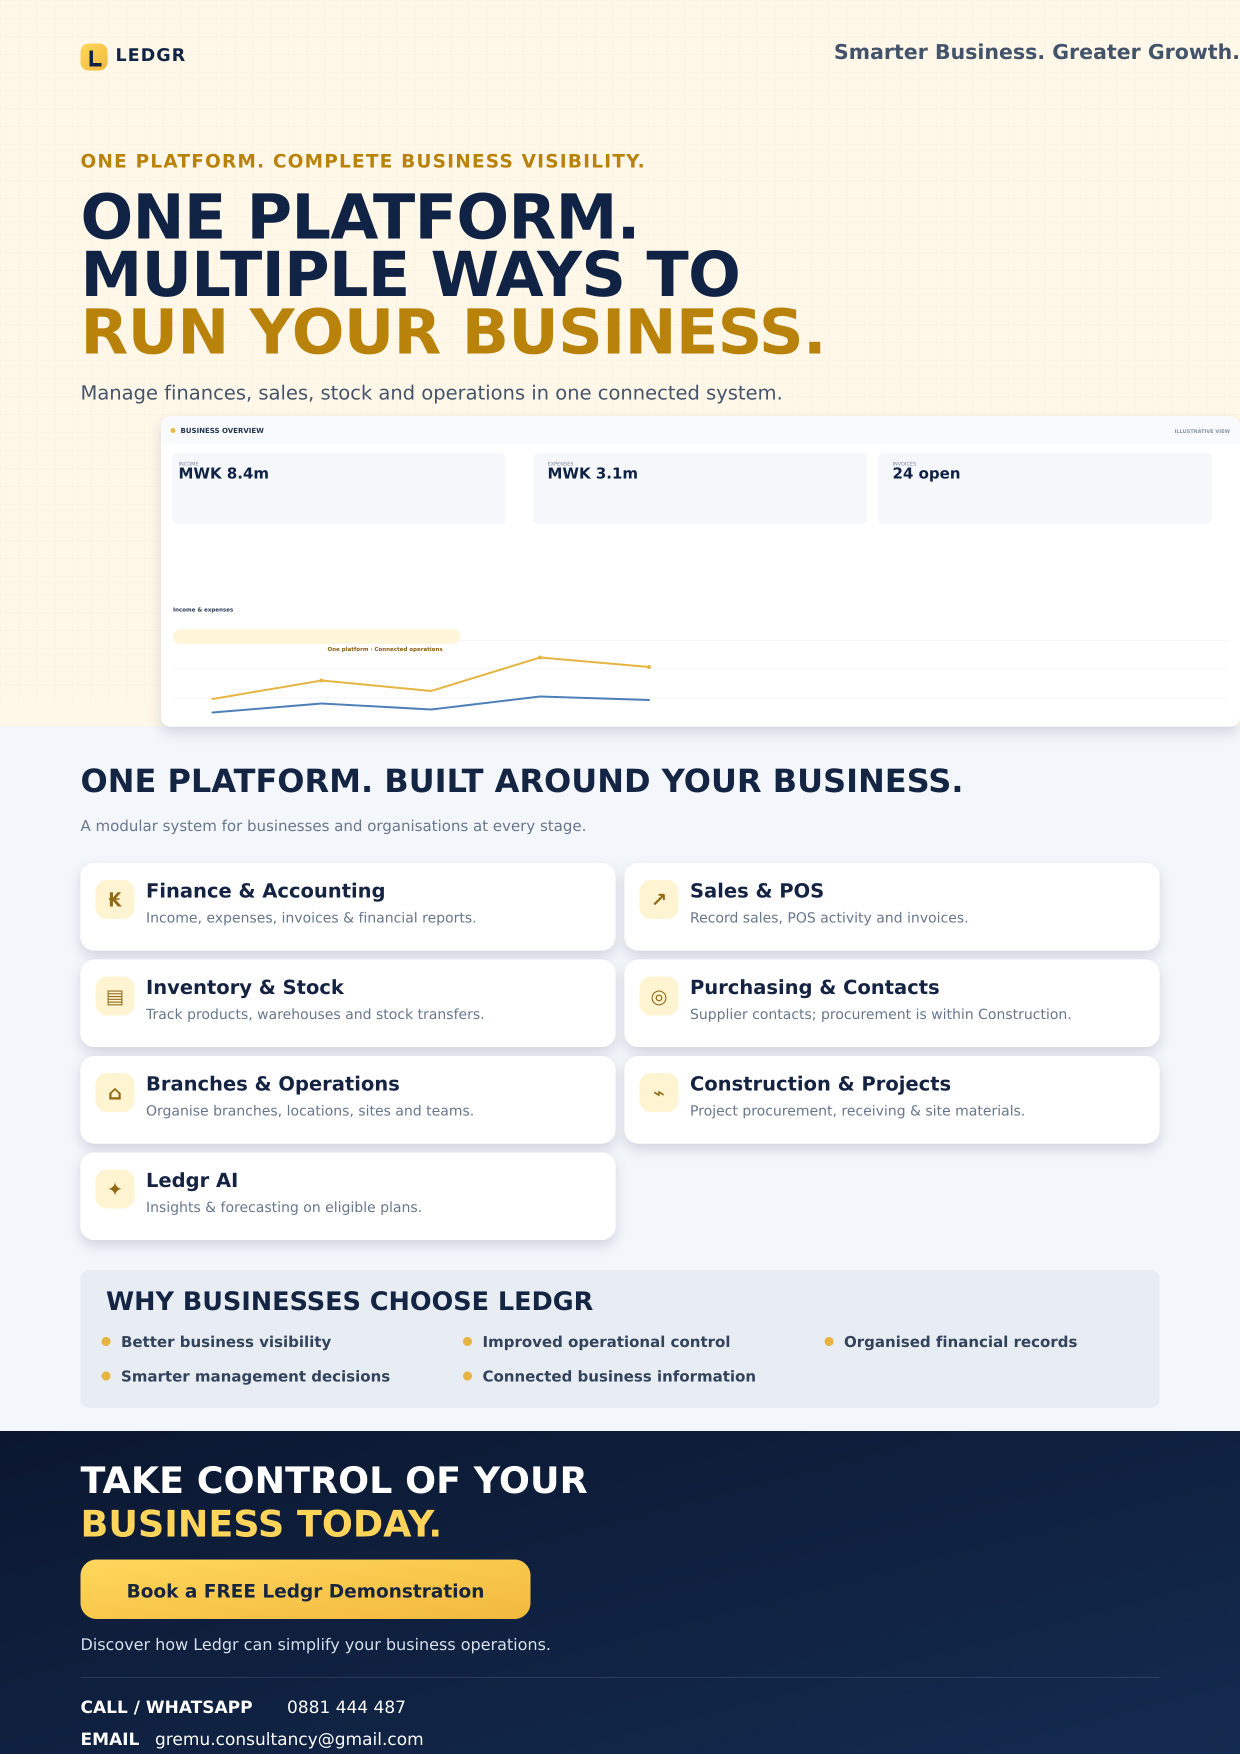 L LEDGR
Smarter Business. Greater Growth.
ONE PLATFORM. COMPLETE BUSINESS VISIBILITY.
ONE PLATFORM.
MULTIPLE WAYS TO
RUN YOUR BUSINESS.
Manage finances, sales, stock and operations in one connected system.
BUSINESS OVERVIEW
ILLUSTRATIVE VIEW
INCOME
MWK 8.4m
EXPENSES
MWK 3.1m
INVOICES
24 open
Income & expenses
One platform · Connected operations
ONE PLATFORM. BUILT AROUND YOUR BUSINESS.
A modular system for businesses and organisations at every stage.
₭
Finance & Accounting
Income, expenses, invoices & financial reports.
↗
Sales & POS
Record sales, POS activity and invoices.
▤
Inventory & Stock
Track products, warehouses and stock transfers.
◎
Purchasing & Contacts
Supplier contacts; procurement is within Construction.
⌂
Branches & Operations
Organise branches, locations, sites and teams.
⌁
Construction & Projects
Project procurement, receiving & site materials.
✦
Ledgr AI
Insights & forecasting on eligible plans.
WHY BUSINESSES CHOOSE LEDGR
Better business visibility
Improved operational control
Organised financial records
Smarter management decisions
Connected business information
TAKE CONTROL OF YOUR
BUSINESS TODAY.
Book a FREE Ledgr Demonstration
Discover how Ledgr can simplify your business operations.
CALL / WHATSAPP 0881 444 487
EMAIL gremu.consultancy@gmail.com